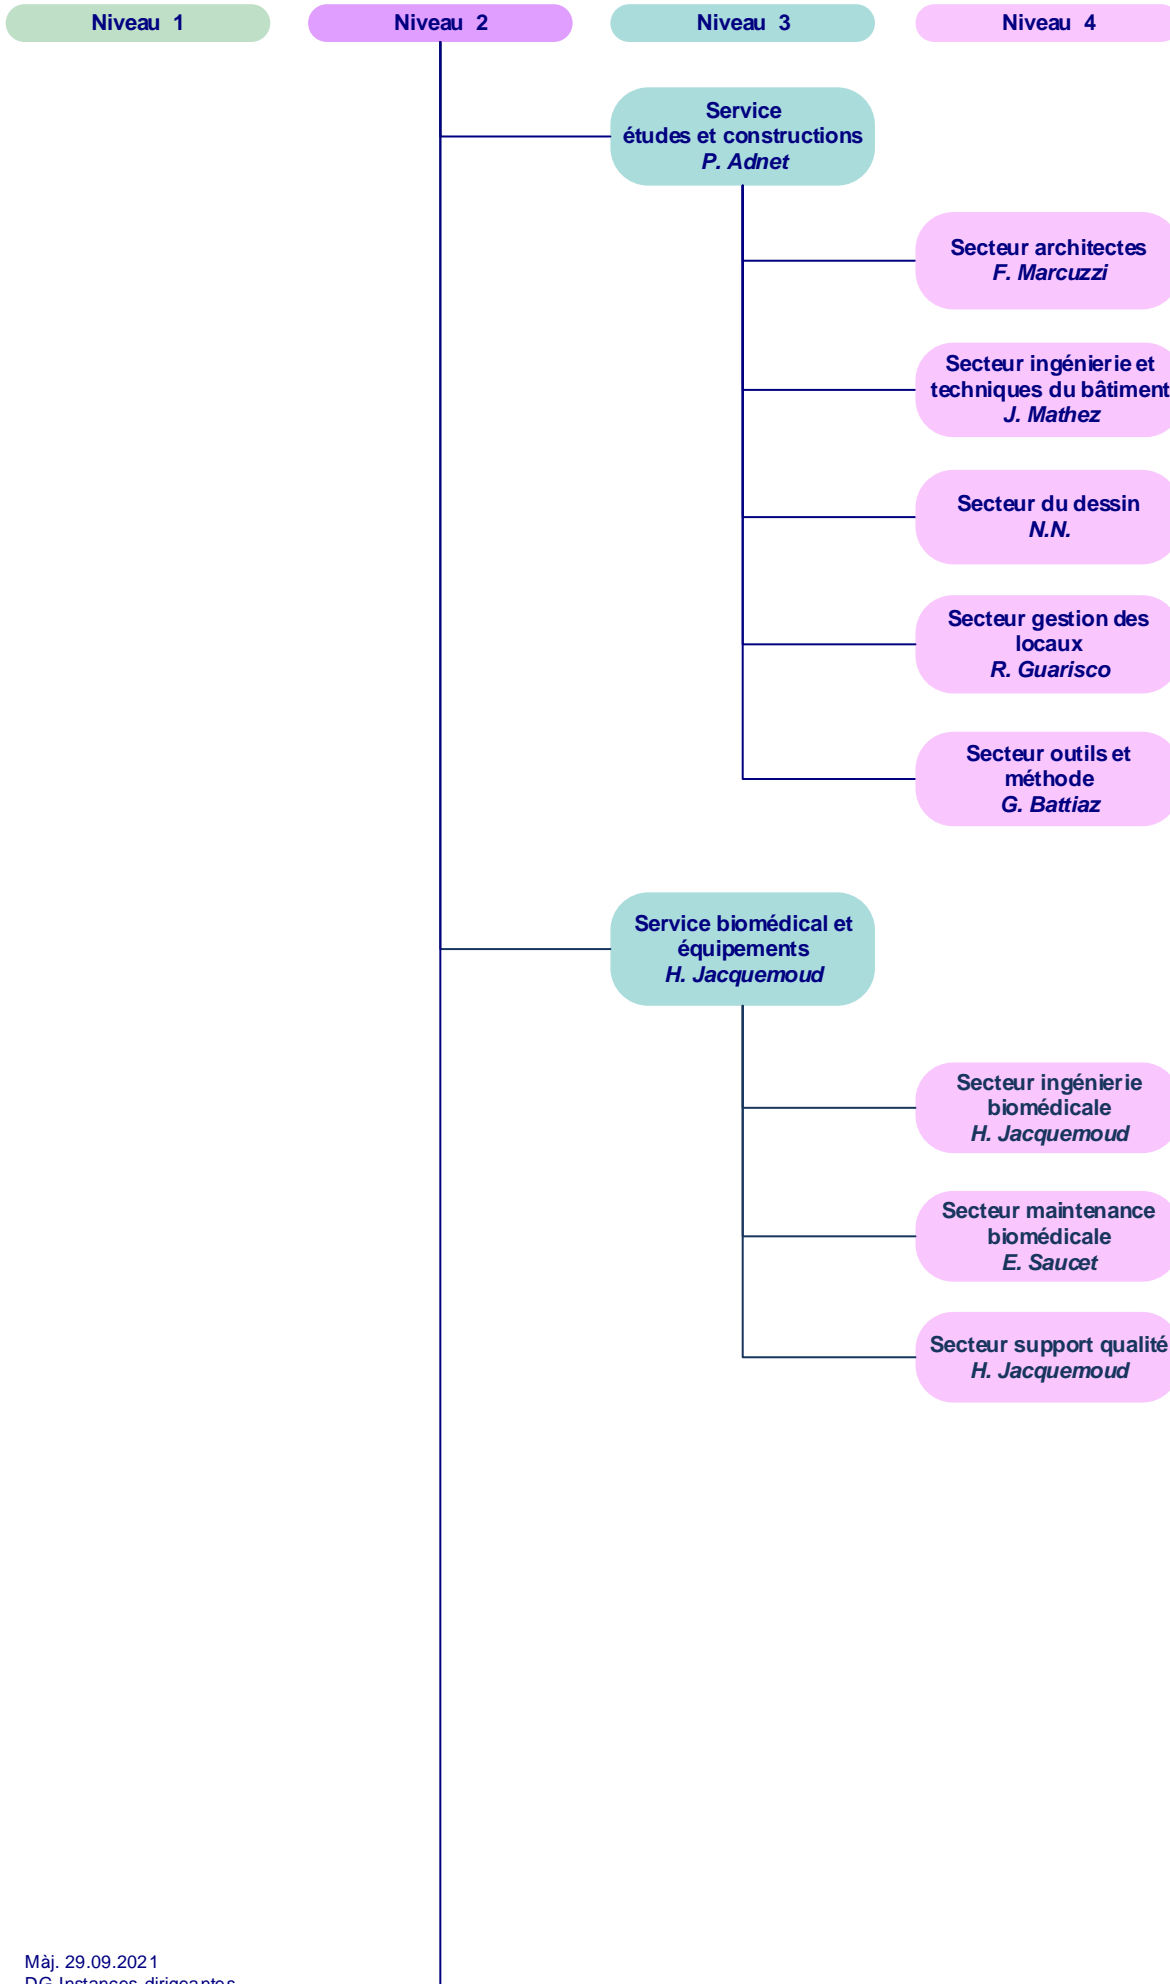 Niveau 1
Niveau 2
Niveau 3
Niveau 4
Service
études et constructions
P. Adnet
Secteur architectes
F. Marcuzzi
Secteur ingénierie et
techniques du bâtiment
J. Mathez
Secteur du dessin
N.N.
Secteur gestion des
locaux
R. Guarisco
Secteur outils et
méthode
G. Battiaz
Service biomédical et
équipements
H. Jacquemoud
Secteur ingénierie
biomédicale
H. Jacquemoud
Secteur maintenance
biomédicale
E. Saucet
Secteur support qualité
H. Jacquemoud
Màj. 29.09.2021
DG Instances dirigeantes